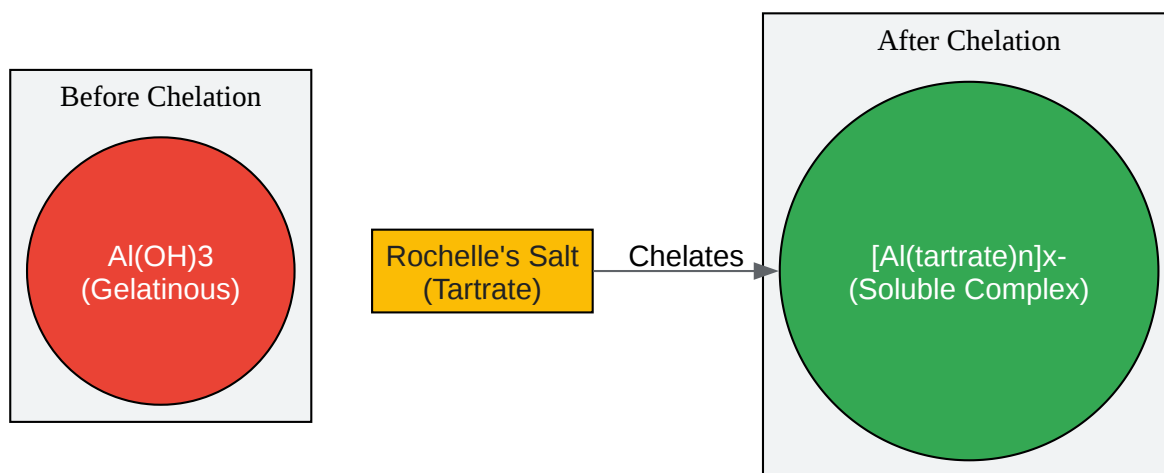 Before Chelation
Al(OH)3
(Gelatinous)
Rochelle's Salt
(Tartrate)
Chelates
After Chelation
[Al(tartrate)n]x-
(Soluble Complex)